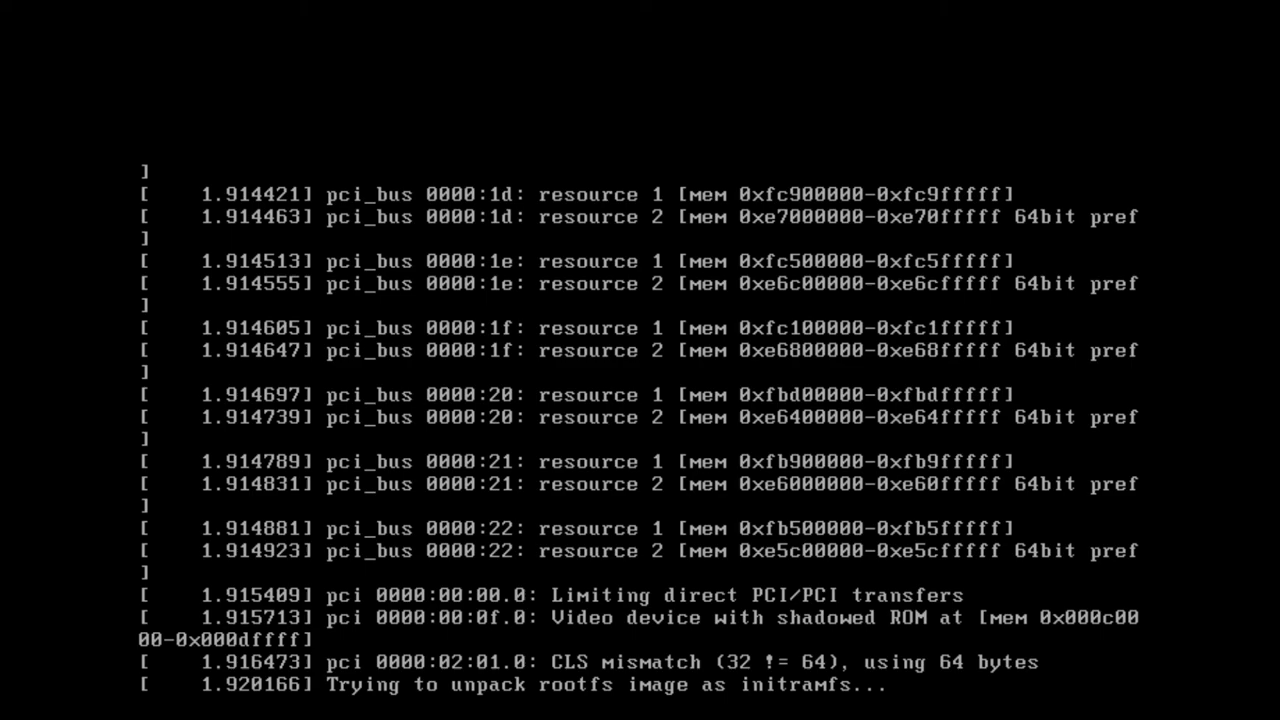 ]
[    1.914421] pci_bus 0000:1d: resource 1 [mem 0xfc900000-0xfc9fffff]
[    1.914463] pci_bus 0000:1d: resource 2 [mem 0xe7000000-0xe70fffff 64bit pref
]
[    1.914513] pci_bus 0000:1e: resource 1 [mem 0xfc500000-0xfc5fffff]
[    1.914555] pci_bus 0000:1e: resource 2 [mem 0xe6c00000-0xe6cfffff 64bit pref
]
[    1.914605] pci_bus 0000:1f: resource 1 [mem 0xfc100000-0xfc1fffff]
[    1.914647] pci_bus 0000:1f: resource 2 [mem 0xe6800000-0xe68fffff 64bit pref
]
[    1.914697] pci_bus 0000:20: resource 1 [mem 0xfbd00000-0xfbdfffff]
[    1.914739] pci_bus 0000:20: resource 2 [mem 0xe6400000-0xe64fffff 64bit pref
]
[    1.914789] pci_bus 0000:21: resource 1 [mem 0xfb900000-0xfb9fffff]
[    1.914831] pci_bus 0000:21: resource 2 [mem 0xe6000000-0xe60fffff 64bit pref
]
[    1.914881] pci_bus 0000:22: resource 1 [mem 0xfb500000-0xfb5fffff]
[    1.914923] pci_bus 0000:22: resource 2 [mem 0xe5c00000-0xe5cfffff 64bit pref
]
[    1.915409] pci 0000:00:00.0: Limiting direct PCI/PCI transfers
[    1.915713] pci 0000:00:0f.0: Video device with shadowed ROM at [mem 0x000c00
00-0x000dffff]
[    1.916473] pci 0000:02:01.0: CLS mismatch (32 != 64), using 64 bytes
[    1.920166] Trying to unpack rootfs image as initramfs...